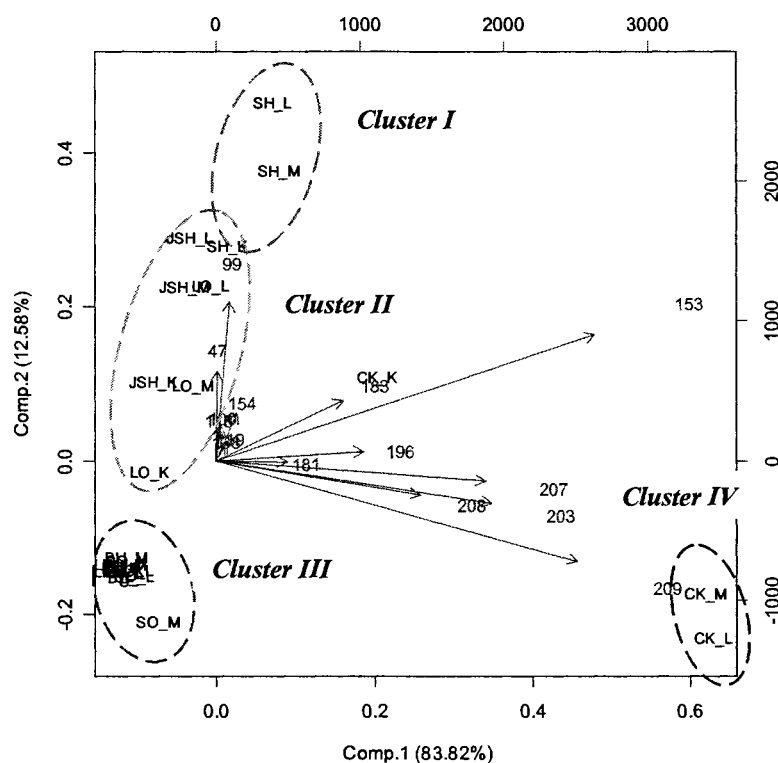 0 1000 2000 3000
SH_L
Cluster I
0.4
SH_M
2000
JSH_L
SH_K
99
JSH_M LO_L
Cluster II
153
0.2
1000
47
CK_K
JSH_K
LO_M
183
154
196
0.0
181
0
LO_K
207
Cluster IV
208
203
Cluster III
209
CK_M
-0.2
-1000
SO_M
CK_L
0.0 0.2 0.4 0.6
Comp.1 (83.82%)
Comp.2 (12.58%)